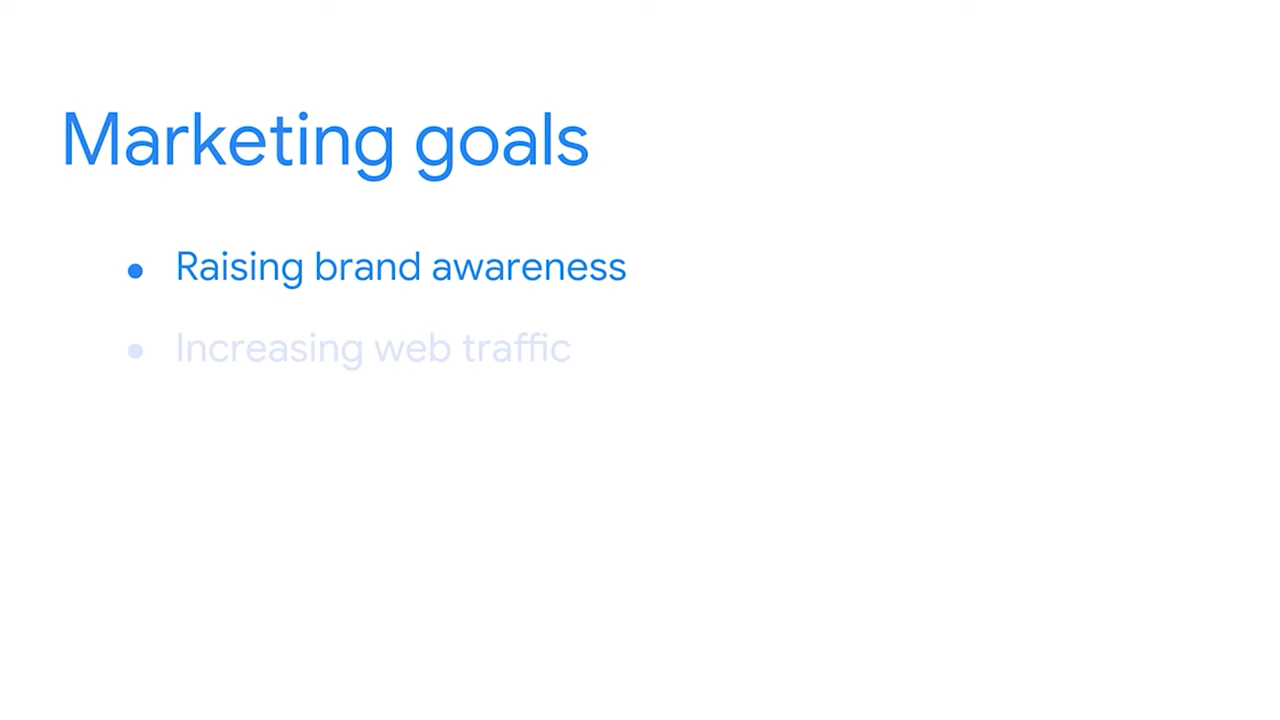 Marketing goals
• Raising brand awareness
• Increasing web traffic